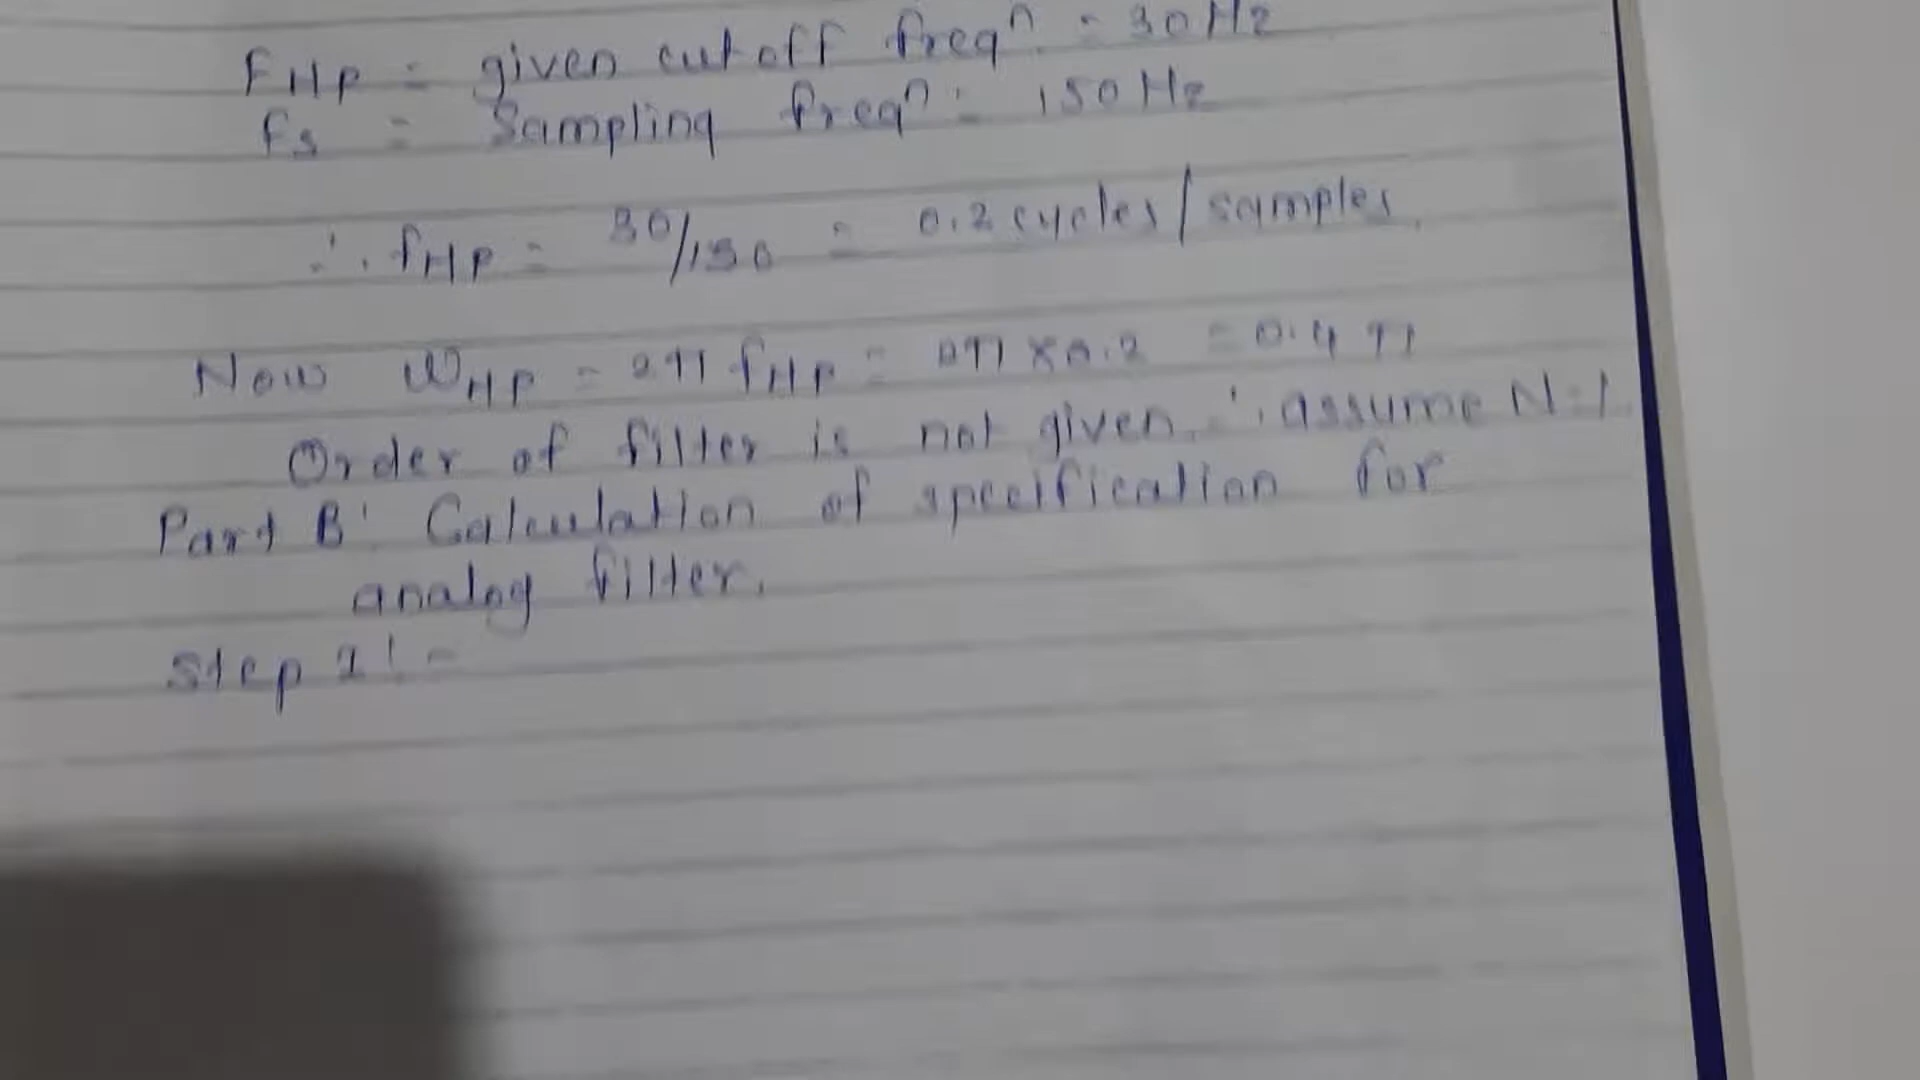 FHP = given cutoff freqn. = 30 Hz
fs = Sampling freqn = 150 Hz
∴ fHP = 30/150 = 0.2 cycles/samples.
Now ωHP = 2π fHP = 2π x 0.2 = 0.4 π
Order of filter is not given. ∴ assume N=1
Part B: Calculation of specification for
analog filter.
Step 1:-